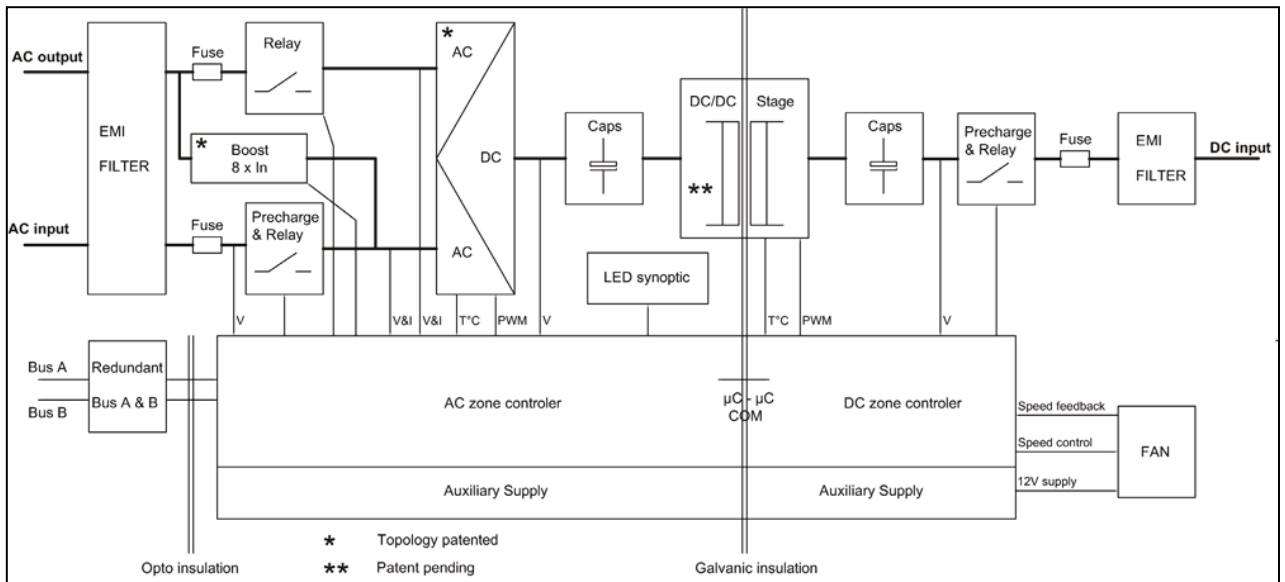 AC output
EMI
FILTER
AC input
Fuse
Relay
*
Boost
8 x In
Fuse
Precharge
& Relay
*
AC
DC
AC
Caps
DC/DC
Stage
**
Caps
Precharge
& Relay
Fuse
EMI
FILTER
DC input
LED synoptic
V
V&I
V&I
T°C
PWM
V
T°C
PWM
V
Bus A
Bus B
Redundant
Bus A & B
AC zone controler
µC - µC
COM
DC zone controler
Speed feedback
Speed control
12V supply
FAN
Auxiliary Supply
Auxiliary Supply
Opto insulation
* Topology patented
** Patent pending
Galvanic insulation